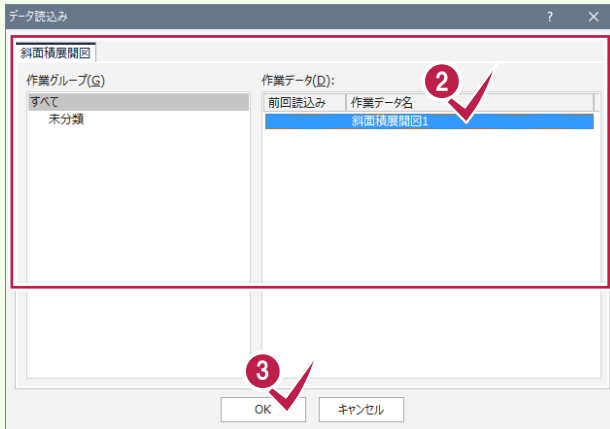 データ読込み ? ×
斜面積展開図
作業グループ(G) 作業データ(D):
すべて
未分類
前回読込み 作業データ名
斜面積展開図1
2
3
OK キャンセル